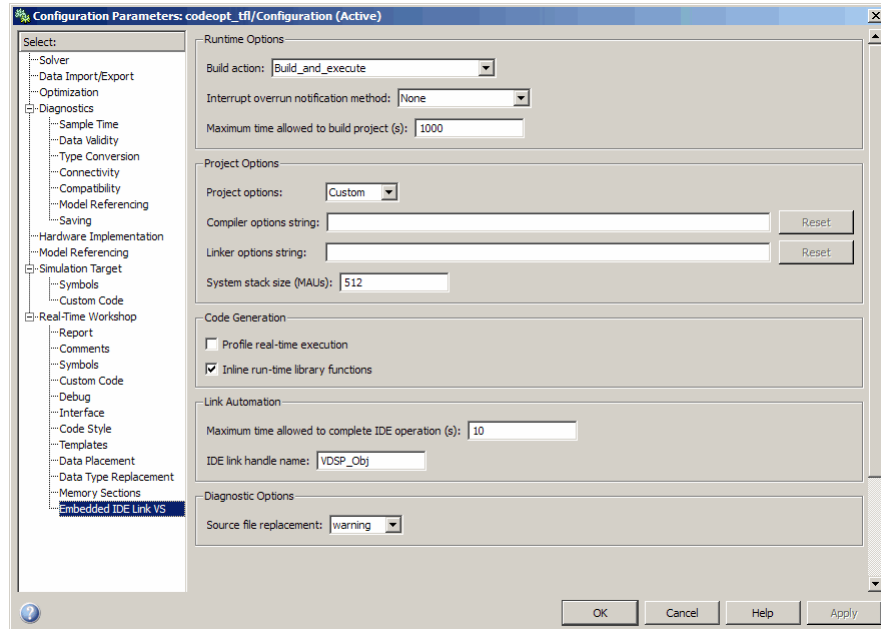 Configuration Parameters: codeopt_tfl/Configuration (Active)
Select:
Solver
Data Import/Export
Optimization
Diagnostics
Sample Time
Data Validity
Type Conversion
Connectivity
Compatibility
Model Referencing
Saving
Hardware Implementation
Model Referencing
Simulation Target
Symbols
Custom Code
Real-Time Workshop
Report
Comments
Symbols
Custom Code
Debug
Interface
Code Style
Templates
Data Placement
Data Type Replacement
Memory Sections
Embedded IDE Link VS
Runtime Options
Build action: Build_and_execute
Interrupt overrun notification method: None
Maximum time allowed to build project (s): 1000
Project Options
Project options: Custom
Compiler options string: Reset
Linker options string: Reset
System stack size (MAUs): 512
Code Generation
Profile real-time execution
Inline run-time library functions
Link Automation
Maximum time allowed to complete IDE operation (s): 10
IDE link handle name: VDSP_Obj
Diagnostic Options
Source file replacement: warning
OK Cancel Help Apply